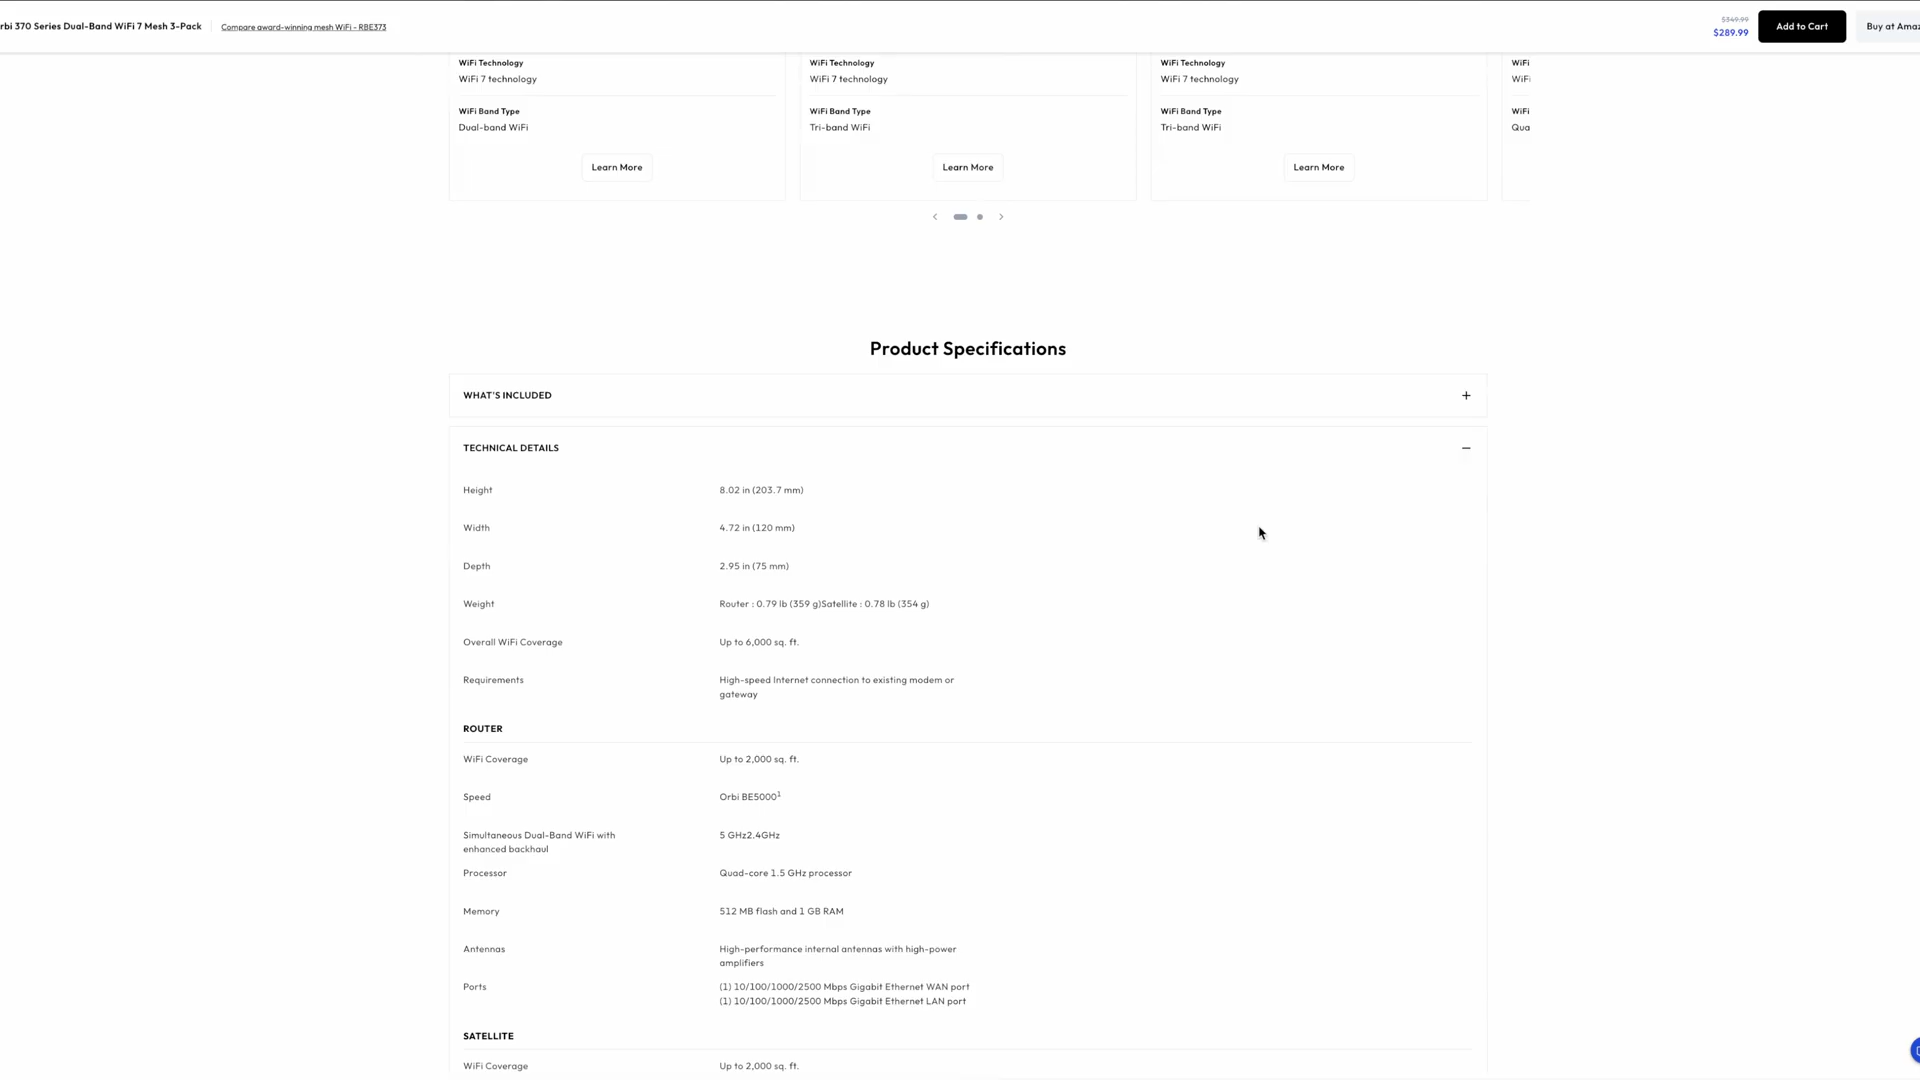 rbi 370 Series Dual-Band WiFi 7 Mesh 3-Pack
Compare award-winning mesh WiFi - RBE373
$349.99
$289.99
Add to Cart
Buy at Amaz
WiFi Technology
WiFi 7 technology
WiFi Band Type
Dual-band WiFi
Learn More
WiFi Technology
WiFi 7 technology
WiFi Band Type
Tri-band WiFi
Learn More
WiFi Technology
WiFi 7 technology
WiFi Band Type
Tri-band WiFi
Learn More
WiFi
WiFi
WiFi
Qua
Product Specifications
WHAT'S INCLUDED
TECHNICAL DETAILS
Height 8.02 in (203.7 mm)
Width 4.72 in (120 mm)
Depth 2.95 in (75 mm)
Weight Router : 0.79 lb (359 g)Satellite : 0.78 lb (354 g)
Overall WiFi Coverage Up to 6,000 sq. ft.
Requirements High-speed Internet connection to existing modem or
gateway
ROUTER
WiFi Coverage Up to 2,000 sq. ft.
Speed Orbi BE5000¹
Simultaneous Dual-Band WiFi with 5 GHz2.4GHz
enhanced backhaul
Processor Quad-core 1.5 GHz processor
Memory 512 MB flash and 1 GB RAM
Antennas High-performance internal antennas with high-power
amplifiers
Ports (1) 10/100/1000/2500 Mbps Gigabit Ethernet WAN port
(1) 10/100/1000/2500 Mbps Gigabit Ethernet LAN port
SATELLITE
WiFi Coverage Up to 2,000 sq. ft.